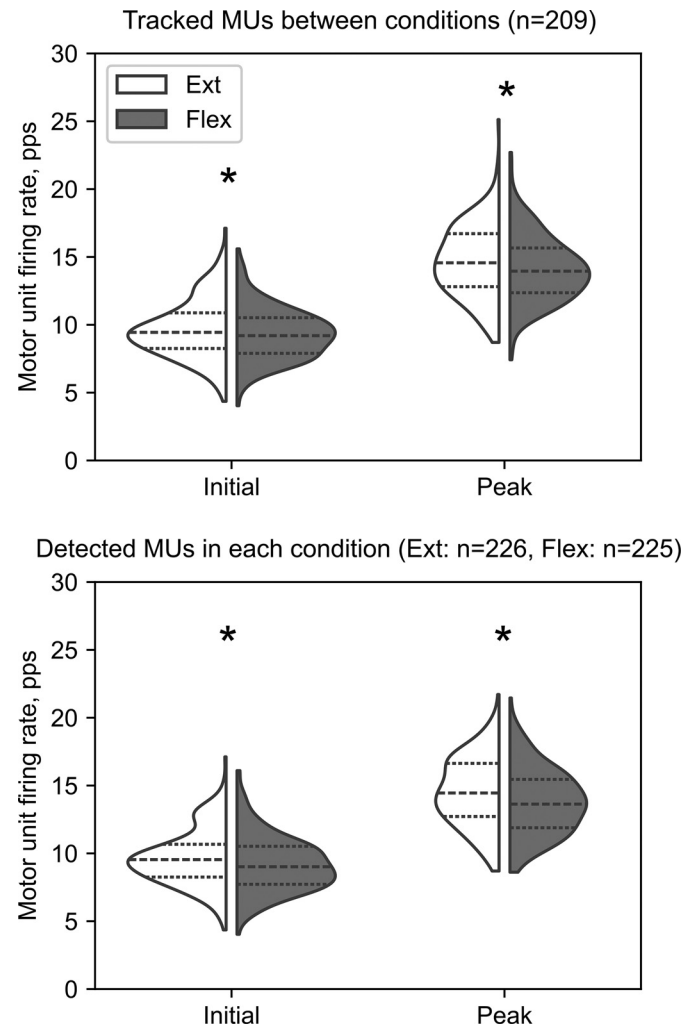 Tracked MUs between conditions (n=209)
30
25
20
15
10
5
0
Motor unit firing rate, pps
Ext
Flex
*
*
Initial
Peak
Detected MUs in each condition (Ext: n=226, Flex: n=225)
30
25
20
15
10
5
0
Motor unit firing rate, pps
*
*
Initial
Peak